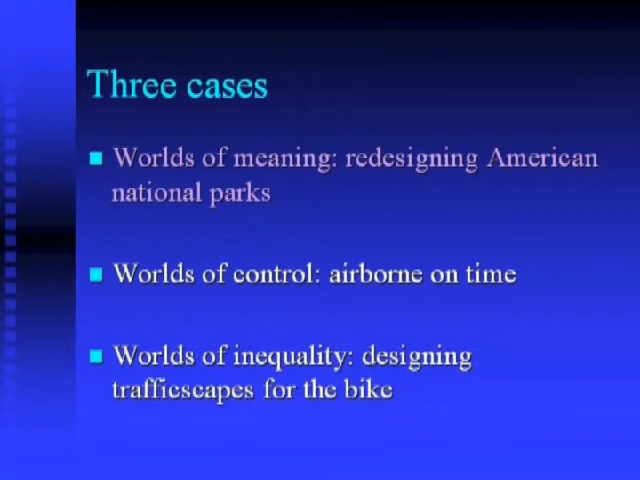 Three cases
Worlds of meaning: redesigning American
national parks
Worlds of control: airborne on time
Worlds of inequality: designing
trafficscapes for the bike